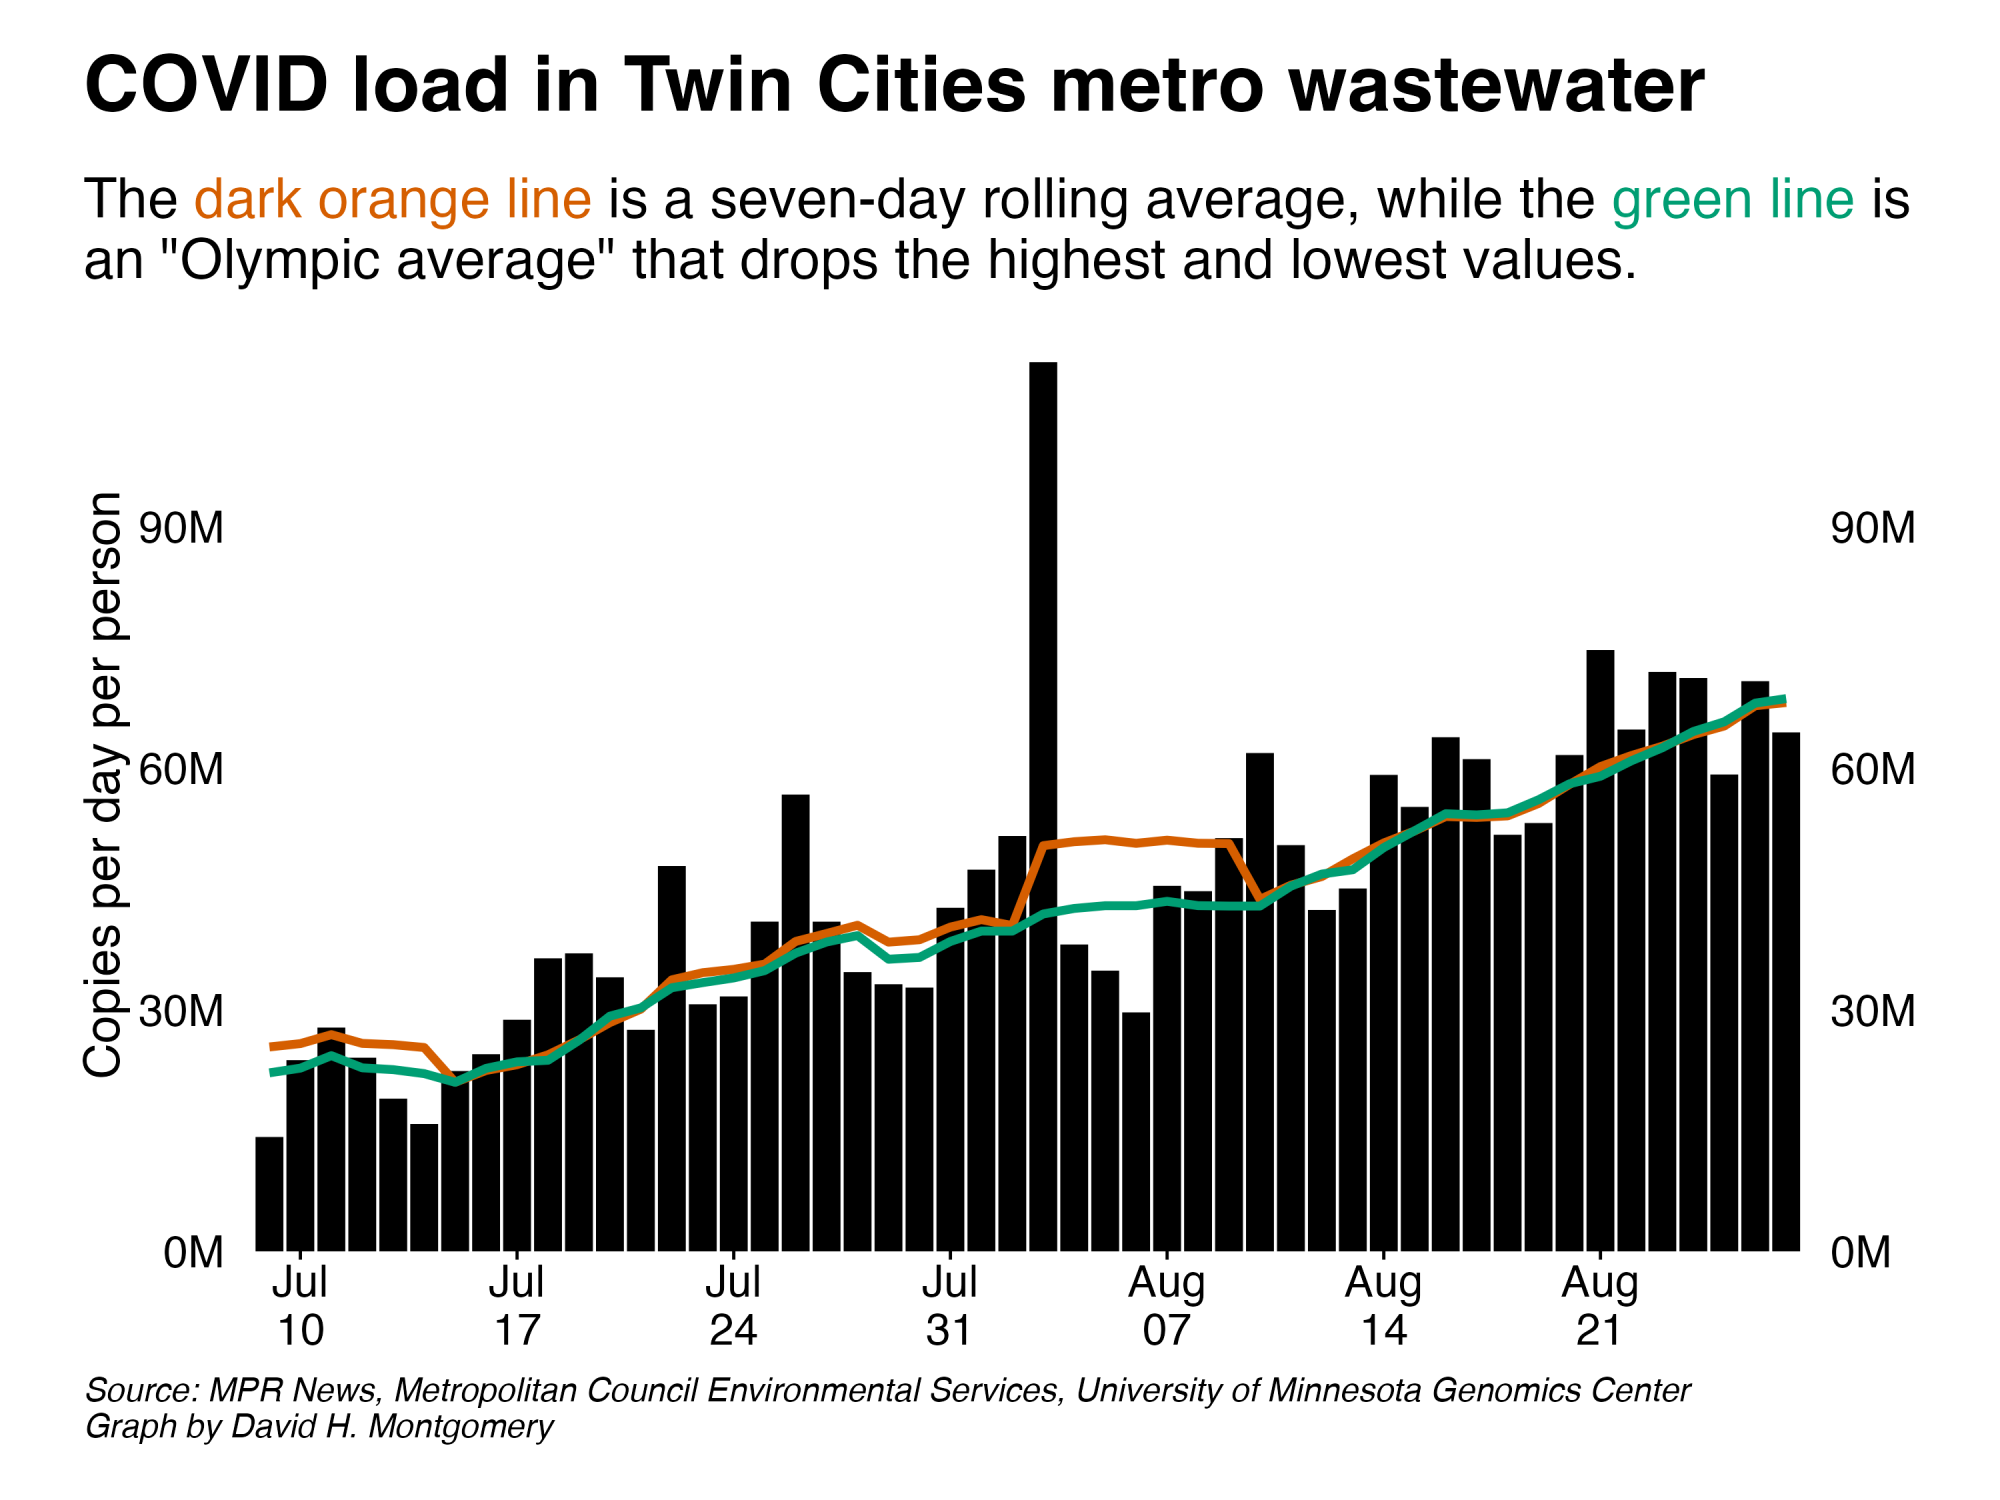 COVID load in Twin Cities metro wastewater
The dark orange line is a seven-day rolling average, while the green line is
an "Olympic average" that drops the highest and lowest values.
Copies per day per person
90M
60M
30M
0M
90M
60M
30M
0M
Jul Jul Jul Jul Aug Aug Aug
10 17 24 31 07 14 21
Source: MPR News, Metropolitan Council Environmental Services, University of Minnesota Genomics Center
Graph by David H. Montgomery